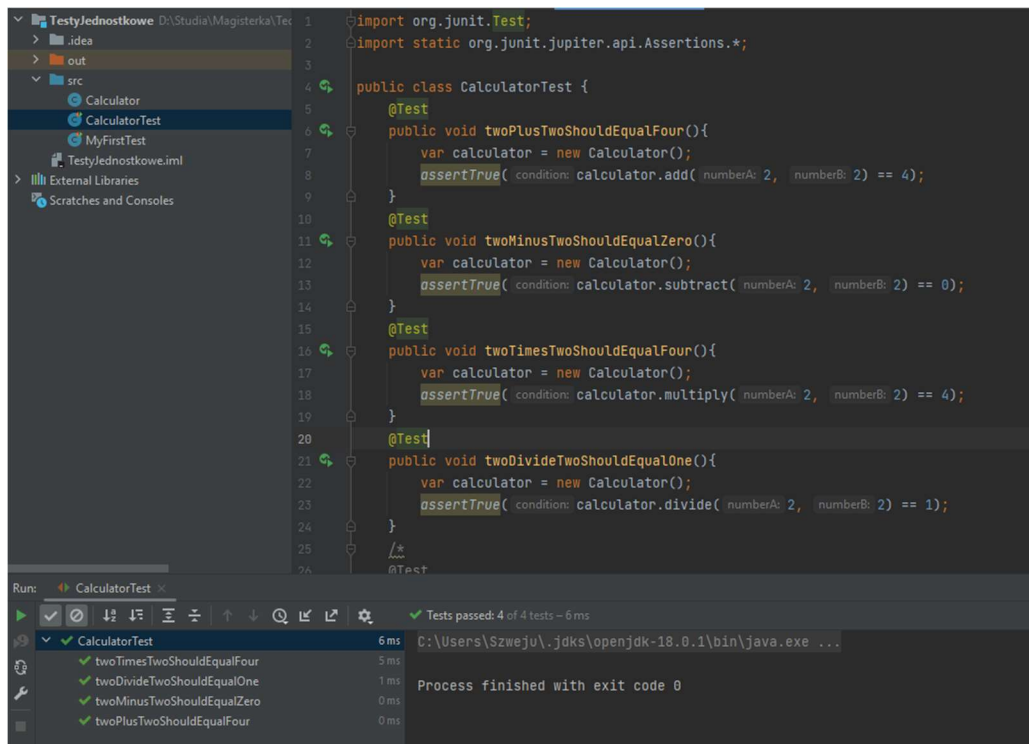 TestyJednostkowe D:\Studia\Magisterka\Tec
.idea
out
src
Calculator
CalculatorTest
MyFirstTest
TestyJednostkowe.iml
External Libraries
Scratches and Consoles
1 import org.junit.Test;
2 import static org.junit.jupiter.api.Assertions.*;
3
4 public class CalculatorTest {
5 @Test
6 public void twoPlusTwoShouldEqualFour(){
7 var calculator = new Calculator();
8 assertTrue( condition: calculator.add( numberA: 2, numberB: 2) == 4);
9 }
10 @Test
11 public void twoMinusTwoShouldEqualZero(){
12 var calculator = new Calculator();
13 assertTrue( condition: calculator.subtract( numberA: 2, numberB: 2) == 0);
14 }
15 @Test
16 public void twoTimesTwoShouldEqualFour(){
17 var calculator = new Calculator();
18 assertTrue( condition: calculator.multiply( numberA: 2, numberB: 2) == 4);
19 }
20 @Test
21 public void twoDivideTwoShouldEqualOne(){
22 var calculator = new Calculator();
23 assertTrue( condition: calculator.divide( numberA: 2, numberB: 2) == 1);
24 }
25 /*
26 @Test
Run: CalculatorTest
Tests passed: 4 of 4 tests – 6 ms
CalculatorTest 6 ms
twoTimesTwoShouldEqualFour 5 ms
twoDivideTwoShouldEqualOne 1 ms
twoMinusTwoShouldEqualZero 0 ms
twoPlusTwoShouldEqualFour 0 ms
C:\Users\Szweju\.jdks\openjdk-18.0.1\bin\java.exe ...
Process finished with exit code 0